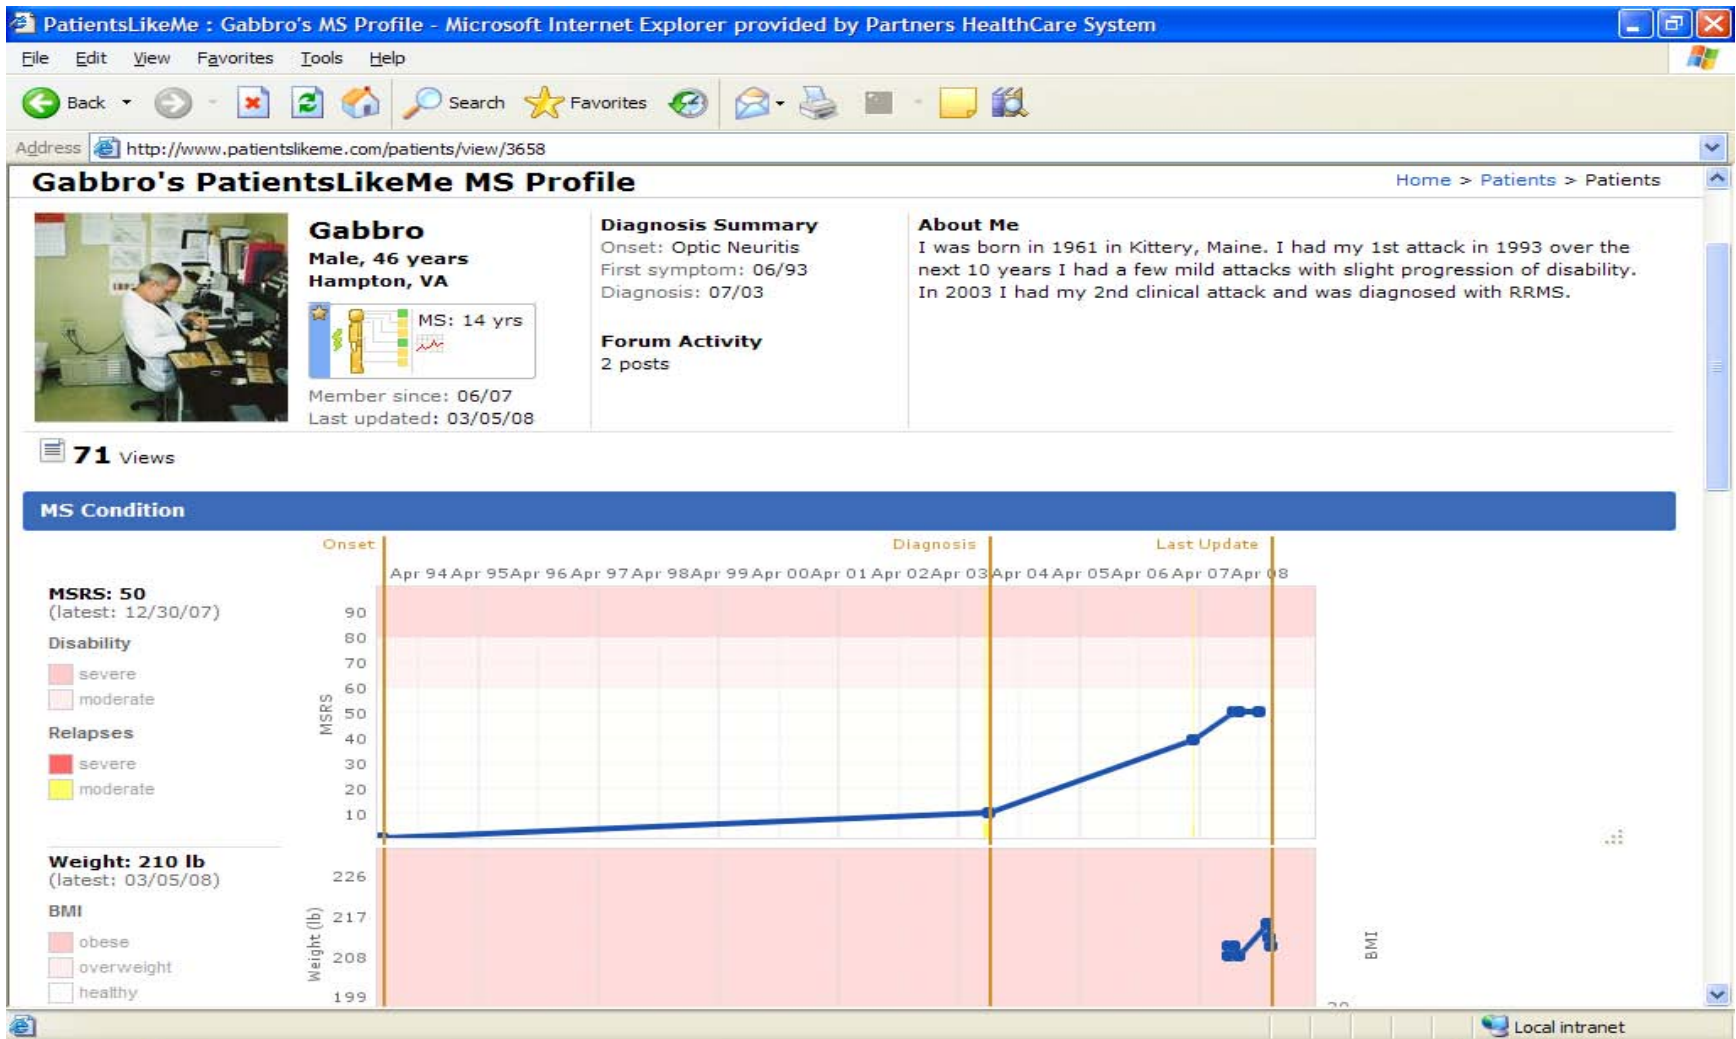 PatientsLikeMe : Gabbro's MS Profile - Microsoft Internet Explorer provided by Partners HealthCare System
File Edit View Favorites Tools Help
Back Search Favorites
Address http://www.patientslikeme.com/patients/view/3658
Gabbro's PatientsLikeMe MS Profile
Home > Patients > Patients
Gabbro
Male, 46 years
Hampton, VA
MS: 14 yrs
Member since: 06/07
Last updated: 03/05/08
Diagnosis Summary
Onset: Optic Neuritis
First symptom: 06/93
Diagnosis: 07/03
Forum Activity
2 posts
About Me
I was born in 1961 in Kittery, Maine. I had my 1st attack in 1993 over the
next 10 years I had a few mild attacks with slight progression of disability.
In 2003 I had my 2nd clinical attack and was diagnosed with RRMS.
71 Views
MS Condition
Onset Diagnosis Last Update
Apr 94 Apr 95 Apr 96 Apr 97 Apr 98 Apr 99 Apr 00 Apr 01 Apr 02 Apr 03 Apr 04 Apr 05 Apr 06 Apr 07 Apr 08
MSRS: 50
(latest: 12/30/07)
Disability
severe
moderate
Relapses
severe
moderate
MSRS
90
80
70
60
50
40
30
20
10
Weight: 210 lb
(latest: 03/05/08)
BMI
obese
overweight
healthy
Weight (lb)
226
217
208
199
BMI
Local intranet